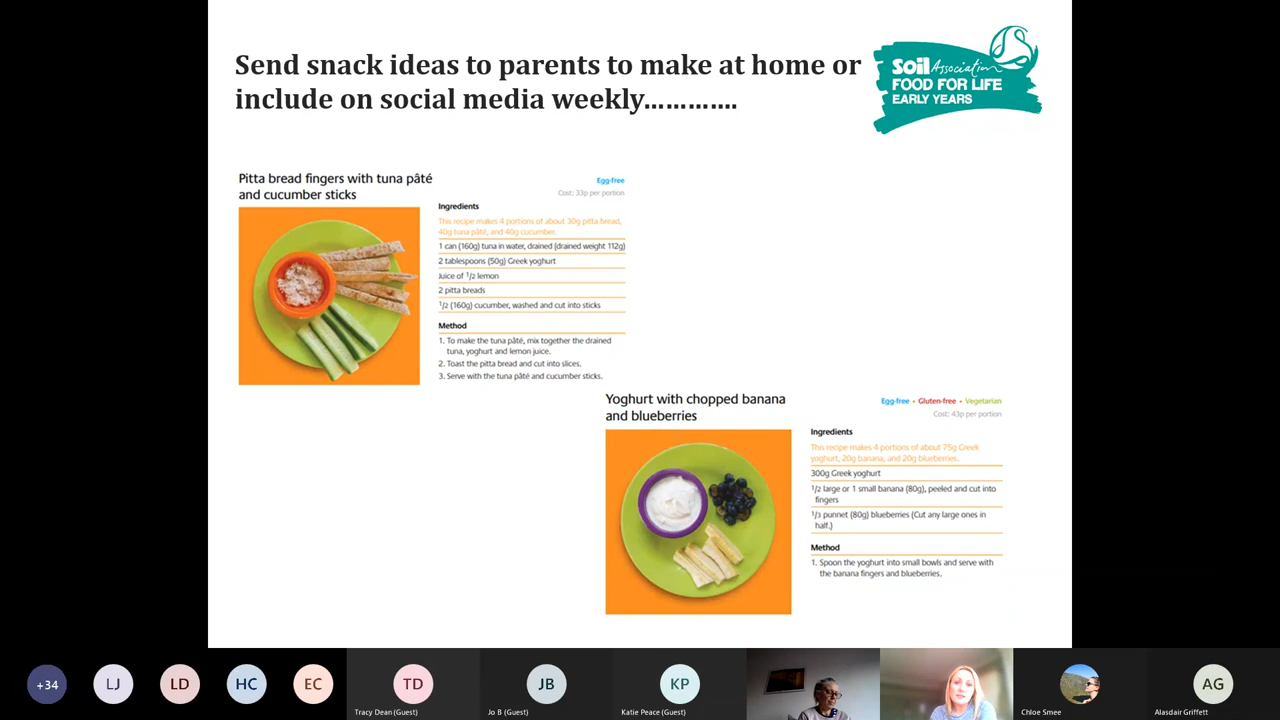 Send snack ideas to parents to make at home or
include on social media weekly………….
Soil Association
FOOD FOR LIFE
EARLY YEARS
Pitta bread fingers with tuna pâté
and cucumber sticks
Egg-free
Cost: 33p per portion
Ingredients
This recipe makes 4 portions of about 30g pitta bread,
40g tuna pâté, and 40g cucumber.
1 can (160g) tuna in water, drained (drained weight 112g)
2 tablespoons (50g) Greek yoghurt
Juice of 1/2 lemon
2 pitta breads
1/2 (160g) cucumber, washed and cut into sticks
Method
1. To make the tuna pâté, mix together the drained
tuna, yoghurt and lemon juice.
2. Toast the pitta bread and cut into slices.
3. Serve with the tuna pâté and cucumber sticks.
Yoghurt with chopped banana
and blueberries
Egg-free • Gluten-free • Vegetarian
Cost: 43p per portion
Ingredients
This recipe makes 4 portions of about 75g Greek
yoghurt, 20g banana, and 20g blueberries.
300g Greek yoghurt
1/2 large or 1 small banana (80g), peeled and cut into
fingers
1/3 punnet (80g) blueberries (Cut any large ones in
half.)
Method
1. Spoon the yoghurt into small bowls and serve with
the banana fingers and blueberries.
+34
LJ
LD
HC
EC
TD
JB
KP
AG
Tracy Dean (Guest)
Jo B (Guest)
Katie Peace (Guest)
Chloe Smee
Alasdair Griffett